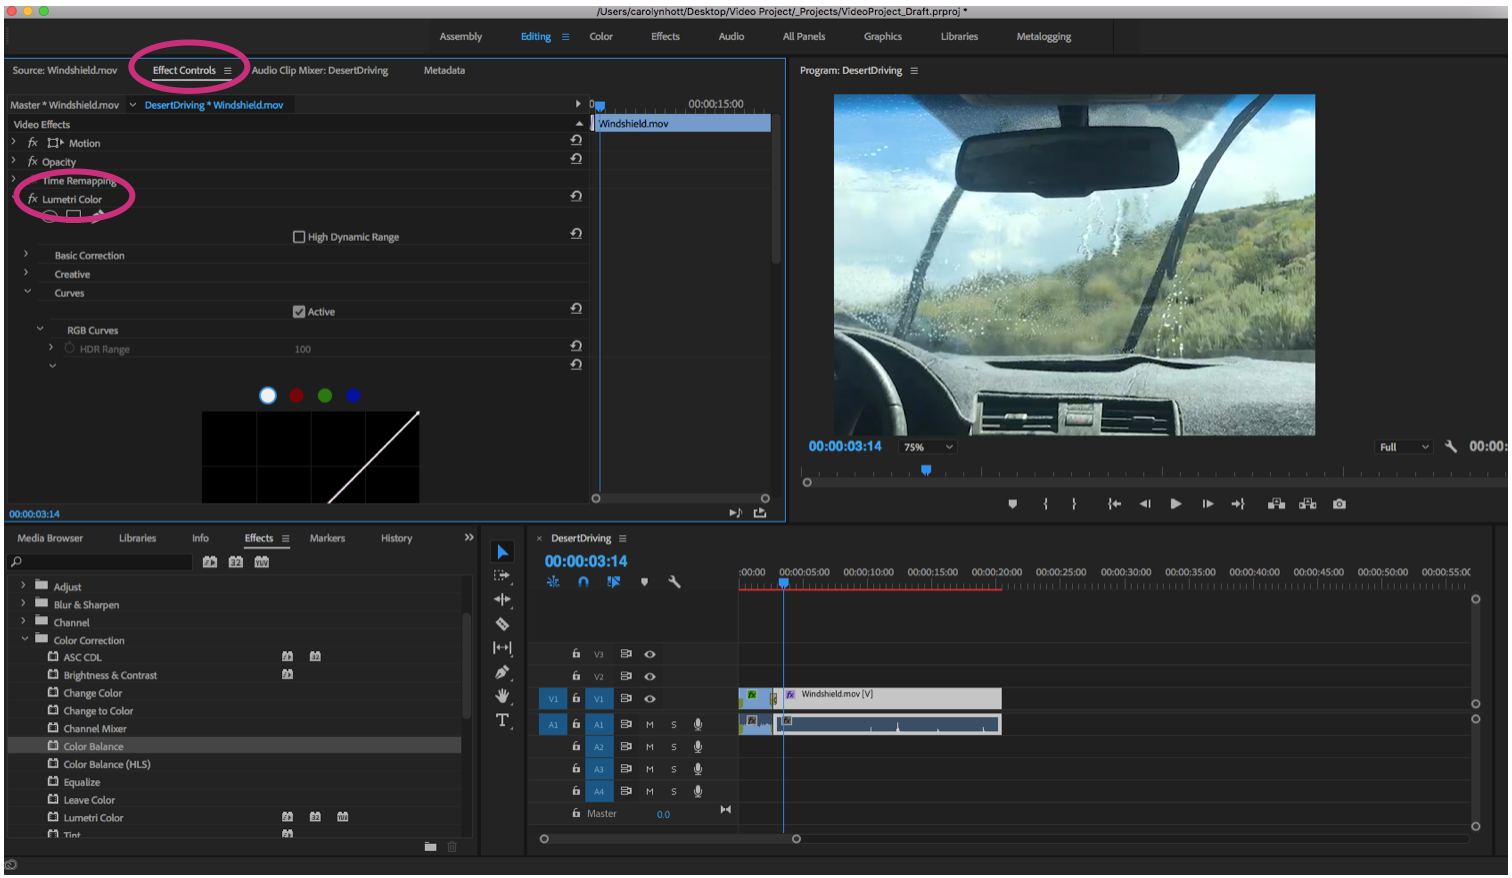 /Users/carolynhott/Desktop/Video Project/_Projects/VideoProject_Draft.prproj *
Assembly Editing Color Effects Audio All Panels Graphics Libraries Metalogging
Source: Windshield.mov Effect Controls Audio Clip Mixer: DesertDriving Metadata
Program: DesertDriving
Master * Windshield.mov DesertDriving * Windshield.mov
00:00:15:00
Video Effects
Windshield.mov
fx Motion
fx Opacity
Time Remapping
fx Lumetri Color
High Dynamic Range
Basic Correction
Creative
Curves
Active
RGB Curves
HDR Range 100
00:00:03:14
00:00:03:14 75% Full 00:00:
Media Browser Libraries Info Effects Markers History
32 YUV
Adjust
Blur & Sharpen
Channel
Color Correction
ASC CDL 32
Brightness & Contrast
Change Color
Change to Color
Channel Mixer
Color Balance
Color Balance (HLS)
Equalize
Leave Color
Lumetri Color 32
Tint
× DesertDriving
00:00:03:14
:00:00 00:00:05:00 00:00:10:00 00:00:15:00 00:00:20:00 00:00:25:00 00:00:30:00 00:00:35:00 00:00:40:00 00:00:45:00 00:00:50:00 00:00:55:0
T
V3
V2
V1 V1 fx fx Windshield.mov [V]
A1 A1 M S fx fx
A2 M S
A3 M S
A4 M S
Master 0.0